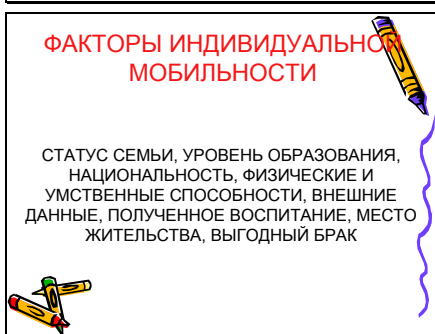 ФАКТОРЫ ИНДИВИДУАЛЬНОЙ
МОБИЛЬНОСТИ
СТАТУС СЕМЬИ, УРОВЕНЬ ОБРАЗОВАНИЯ,
НАЦИОНАЛЬНОСТЬ, ФИЗИЧЕСКИЕ И
УМСТВЕННЫЕ СПОСОБНОСТИ, ВНЕШНИЕ
ДАННЫЕ, ПОЛУЧЕННОЕ ВОСПИТАНИЕ, МЕСТО
ЖИТЕЛЬСТВА, ВЫГОДНЫЙ БРАК